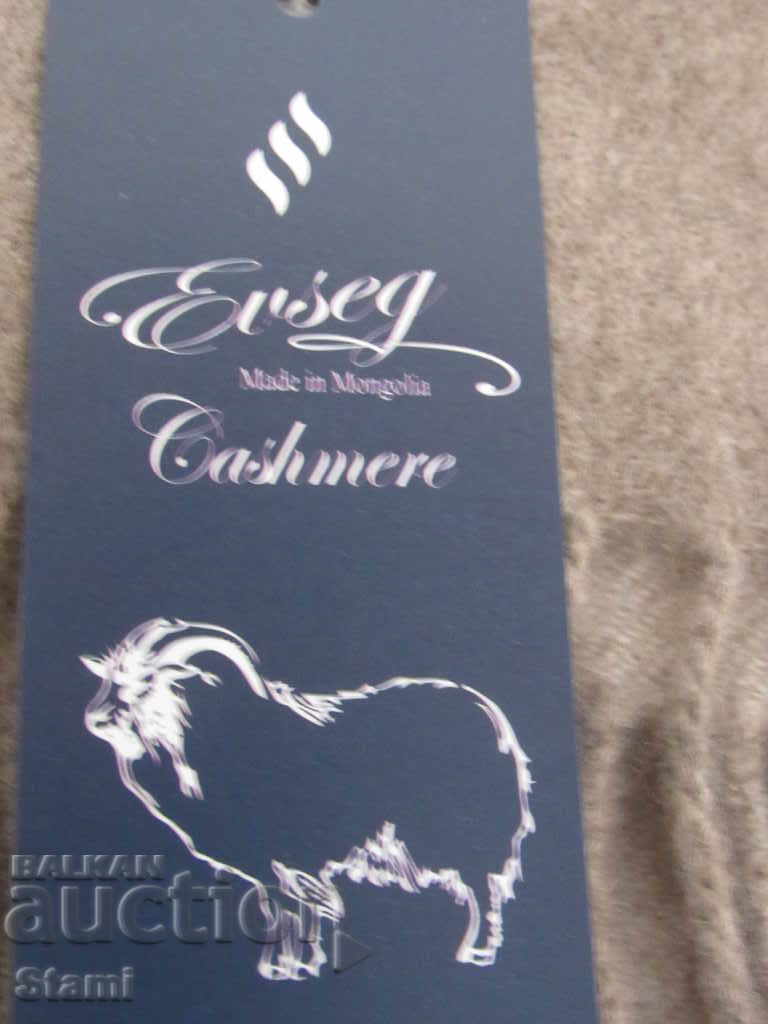 Evseg
Made in Mongolia
Cashmere
BALKAN
auction
Stami